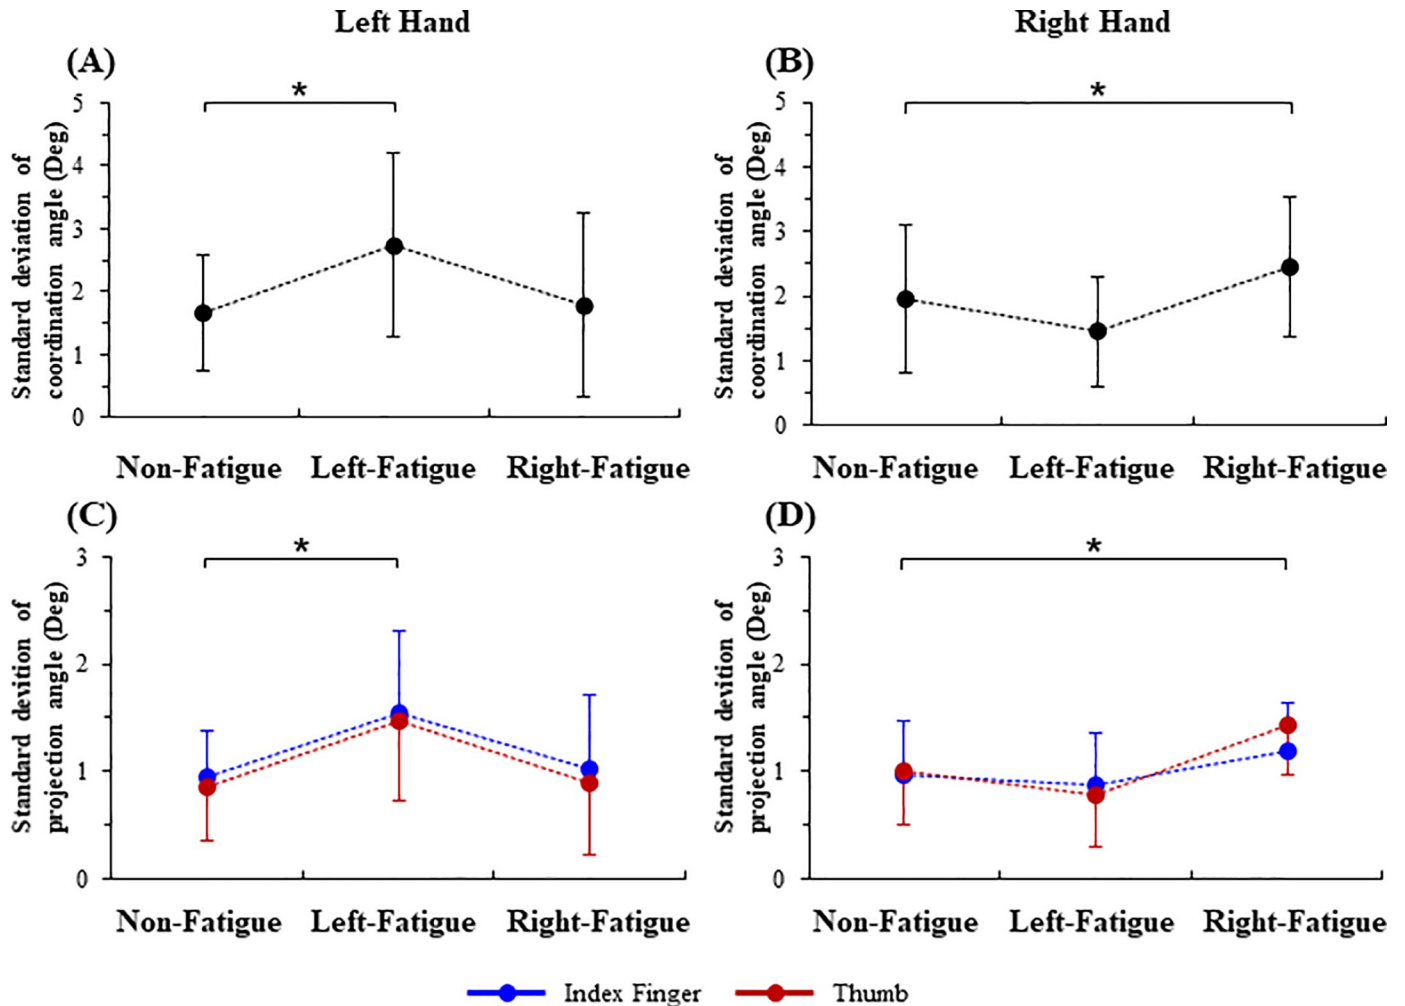 Left Hand
Right Hand
(A)
(B)
*
*
Standard deviation of
coordination angle (Deg)
5
4
3
2
1
0
Standard deviation of
coordination angle (Deg)
5
4
3
2
1
0
Non-Fatigue Left-Fatigue Right-Fatigue
Non-Fatigue Left-Fatigue Right-Fatigue
(C)
(D)
*
*
Standard devition of
projection angle (Deg)
3
2
1
0
Standard devition of
projection angle (Deg)
3
2
1
0
Non-Fatigue Left-Fatigue Right-Fatigue
Non-Fatigue Left-Fatigue Right-Fatigue
Index Finger Thumb